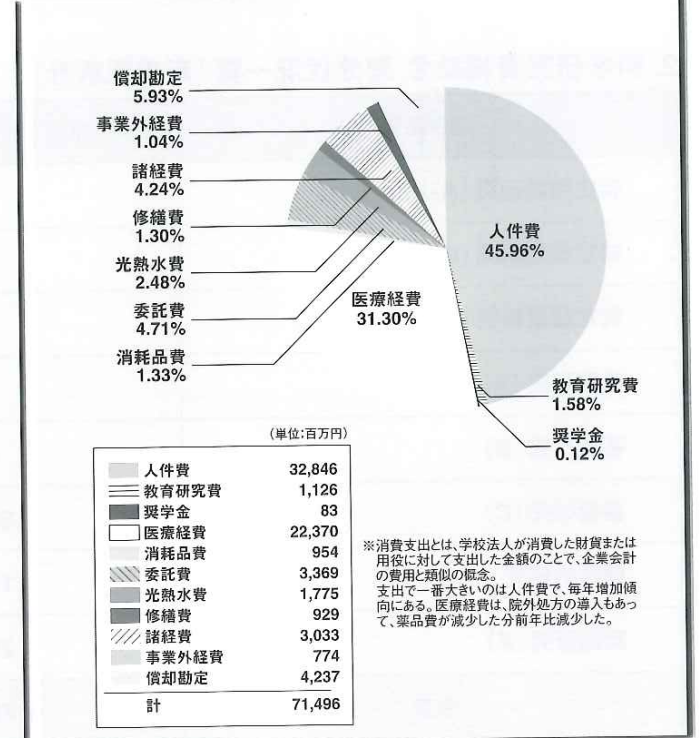 償却勘定
5.93%
事業外経費
1.04%
諸経費
4.24%
修繕費
1.30%
光熱水費
2.48%
委託費
4.71%
消耗品費
1.33%
医療経費
31.30%
人件費
45.96%
教育研究費
1.58%
奨学金
0.12%
(単位:百万円)
人件費 32,846
教育研究費 1,126
奨学金 83
医療経費 22,370
消耗品費 954
委託費 3,369
光熱水費 1,775
修繕費 929
諸経費 3,033
事業外経費 774
償却勘定 4,237
計 71,496
※消費支出とは、学校法人が消費した財貨または
用役に対して支出した金額のことで、企業会計
の費用と類似の概念。
支出で一番大きいのは人件費で、毎年増加傾
向にある。医療経費は、院外処方の導入もあっ
て、薬品費が減少した分前年比減少した。